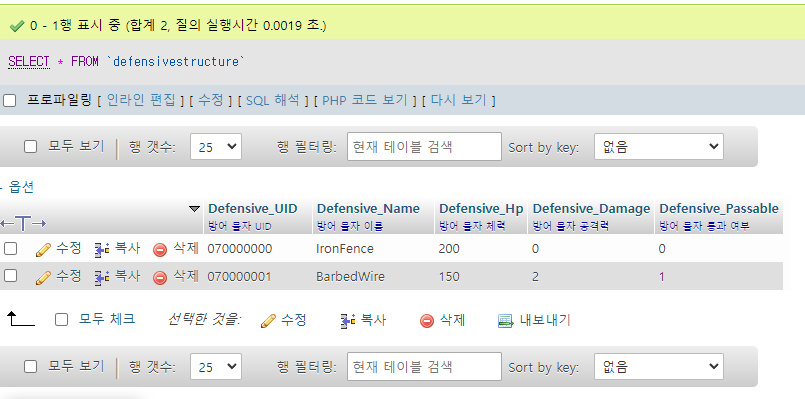 0 - 1행 표시 중 (합계 2, 질의 실행시간 0.0019 초.)
SELECT * FROM `defensivestructure`
프로파일링 [ 인라인 편집 ] [ 수정 ] [ SQL 해석 ] [ PHP 코드 보기 ] [ 다시 보기 ]
모두 보기 행 갯수: 25 행 필터링: 현재 테이블 검색 Sort by key: 없음
+ 옵션
←T→ Defensive_UID Defensive_Name Defensive_Hp Defensive_Damage Defensive_Passable
방어 물자 UID 방어 물자 이름 방어 물자 체력 방어 물자 공격력 방어 물자 통과 여부
수정 복사 삭제 070000000 IronFence 200 0 0
수정 복사 삭제 070000001 BarbedWire 150 2 1
모두 체크 선택한 것을: 수정 복사 삭제 내보내기
모두 보기 행 갯수: 25 행 필터링: 현재 테이블 검색 Sort by key: 없음